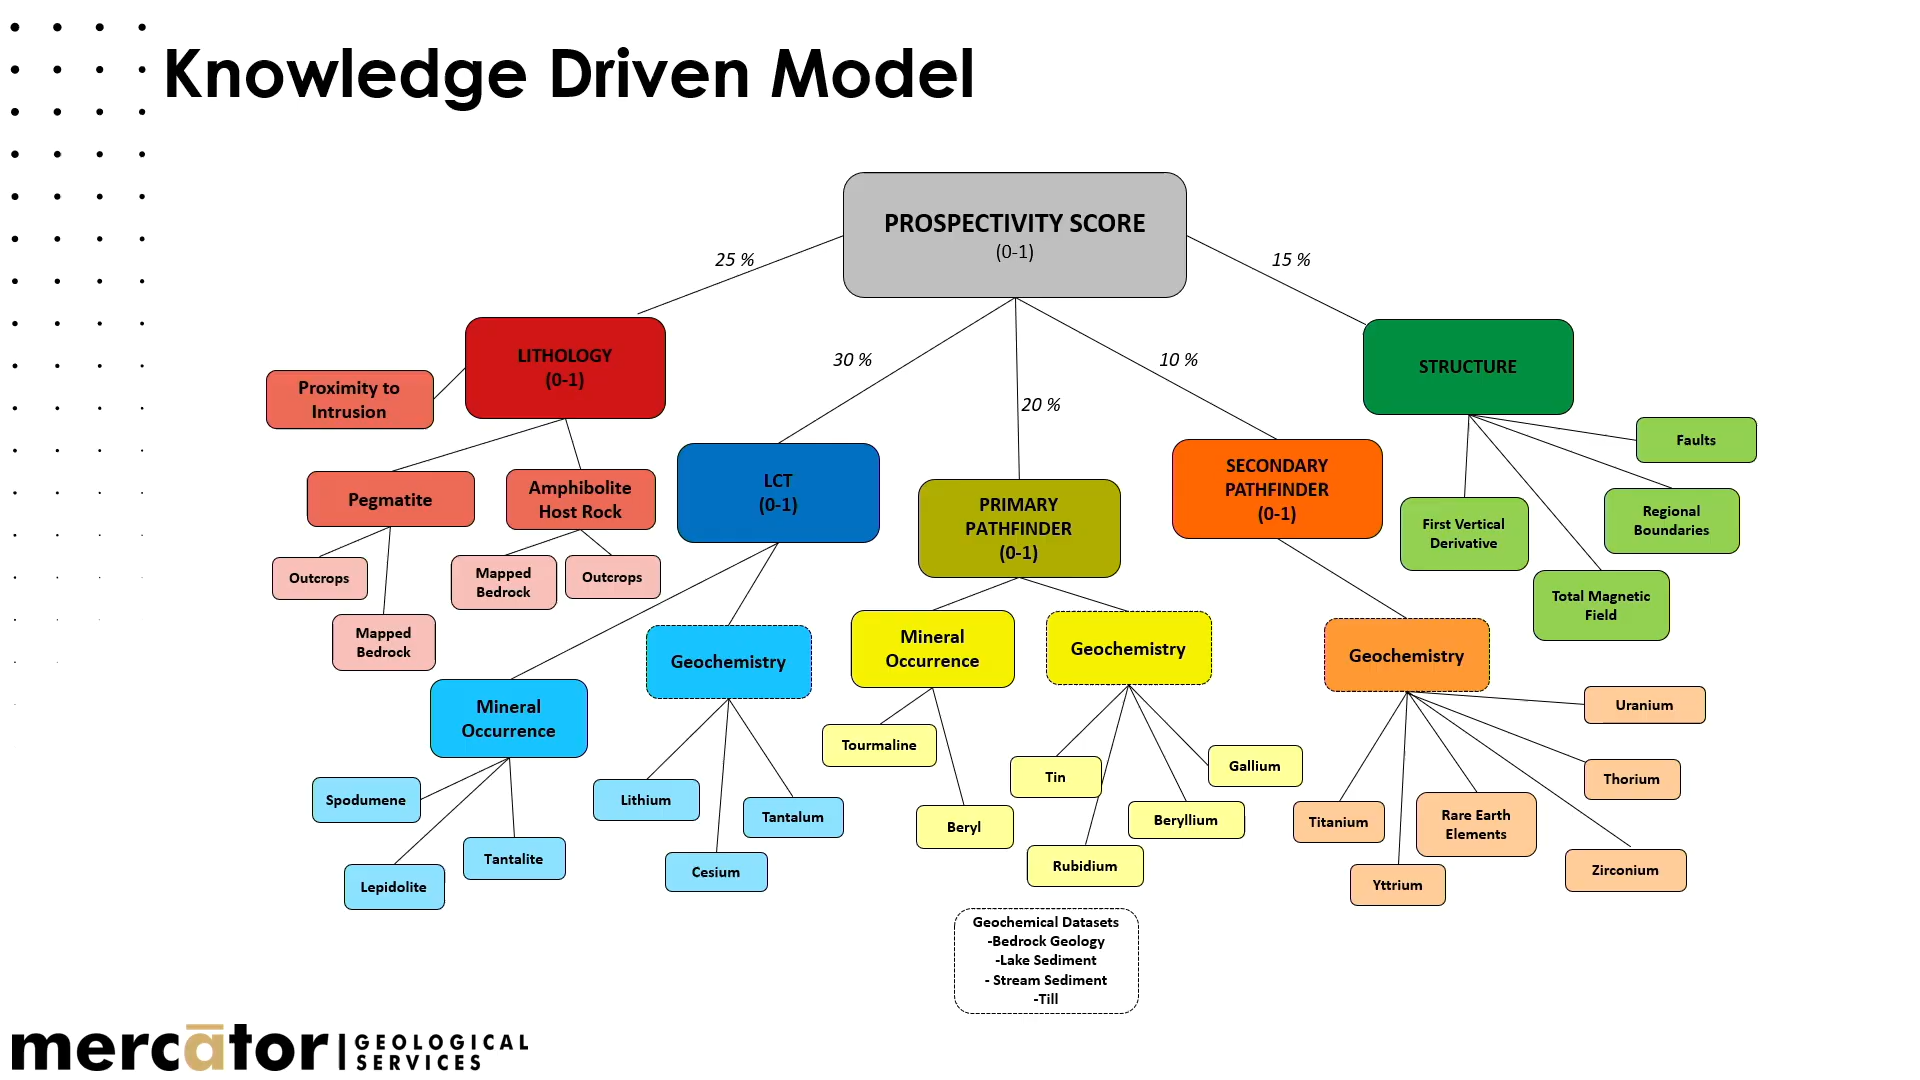 Knowledge Driven Model
PROSPECTIVITY SCORE
(0-1)
25 %
15 %
30 %
10 %
20 %
LITHOLOGY
(0-1)
STRUCTURE
Proximity to
Intrusion
Pegmatite
Amphibolite
Host Rock
Outcrops
Mapped
Bedrock
Mapped
Bedrock
Outcrops
LCT
(0-1)
PRIMARY
PATHFINDER
(0-1)
SECONDARY
PATHFINDER
(0-1)
Faults
Regional
Boundaries
First Vertical
Derivative
Total Magnetic
Field
Mineral
Occurrence
Geochemistry
Mineral
Occurrence
Geochemistry
Geochemistry
Spodumene
Lepidolite
Tantalite
Lithium
Cesium
Tantalum
Tourmaline
Beryl
Tin
Rubidium
Beryllium
Gallium
Titanium
Yttrium
Rare Earth
Elements
Zirconium
Thorium
Uranium
Geochemical Datasets
-Bedrock Geology
-Lake Sediment
- Stream Sediment
-Till
mercātor
GEOLOGICAL
SERVICES